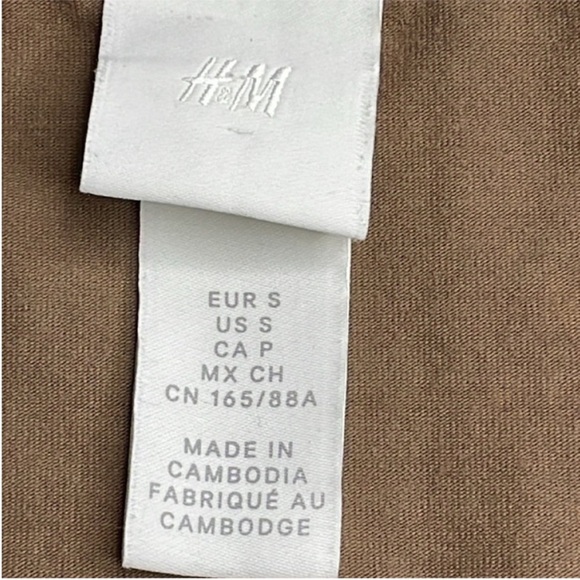 H&M
EUR S
US S
CA P
MX CH
CN 165/88A
MADE IN
CAMBODIA
FABRIQUÉ AU
CAMBODGE